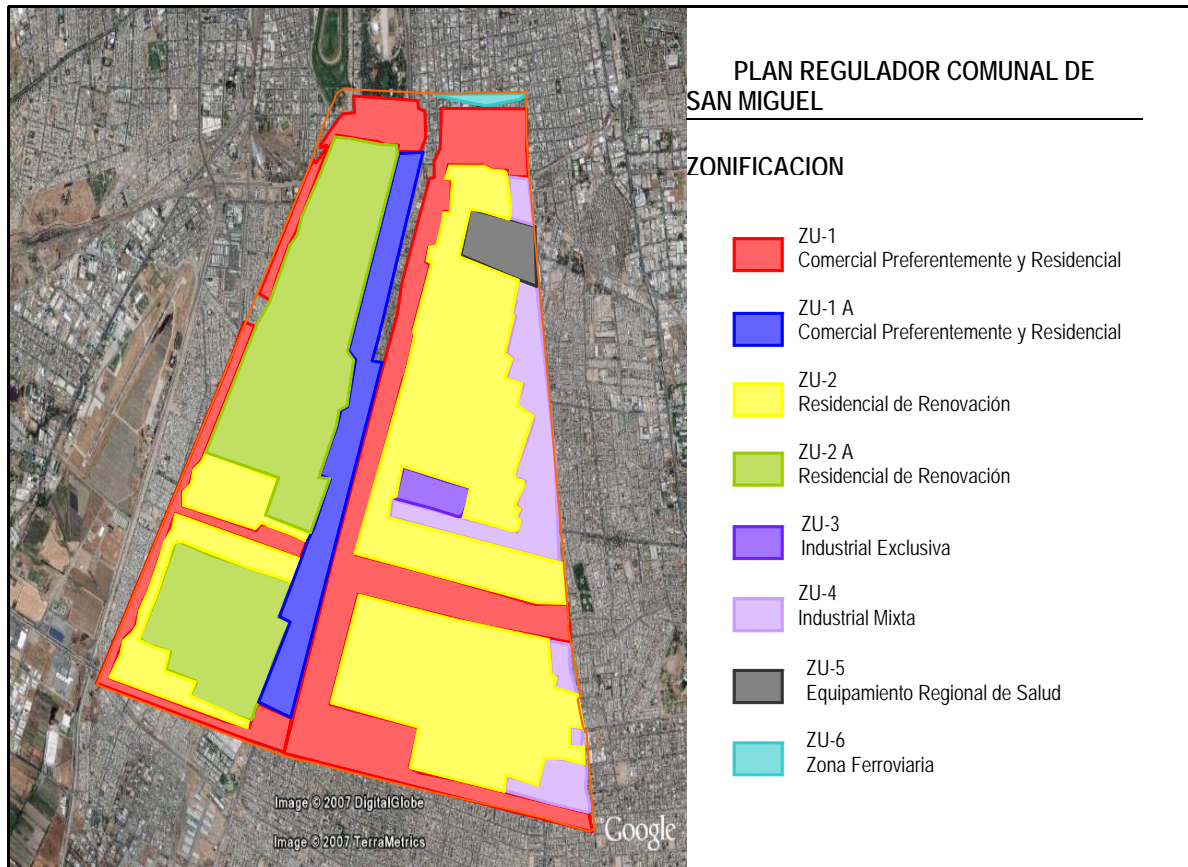 PLAN REGULADOR COMUNAL DE
SAN MIGUEL
ZONIFICACION
ZU-1
Comercial Preferentemente y Residencial
ZU-1 A
Comercial Preferentemente y Residencial
ZU-2
Residencial de Renovación
ZU-2 A
Residencial de Renovación
ZU-3
Industrial Exclusiva
ZU-4
Industrial Mixta
ZU-5
Equipamiento Regional de Salud
ZU-6
Zona Ferroviaria
Image © 2007 DigitalGlobe
Image © 2007 TerraMetrics
Google